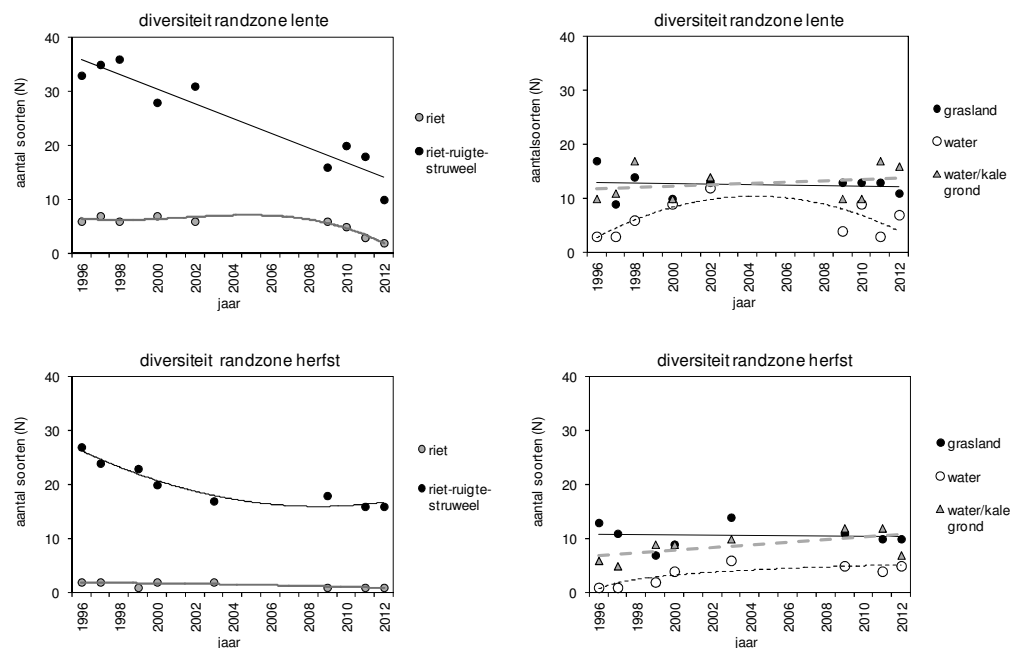 diversiteit randzone lente
aantal soorten (N)
40
30
20
10
0
1996
1998
2000
2002
2004
2006
2008
2010
2012
jaar
riet
riet-ruigte-
struweel
diversiteit randzone lente
aantalsoorten (N)
40
30
20
10
0
1996
1998
2000
2002
2004
2006
2008
2010
2012
jaar
grasland
water
water/kale
grond
diversiteit randzone herfst
aantal soorten (N)
40
30
20
10
0
1996
1998
2000
2002
2004
2006
2008
2010
2012
jaar
riet
riet-ruigte-
struweel
diversiteit randzone herfst
aantal soorten (N)
40
30
20
10
0
1996
1998
2000
2002
2004
2006
2008
2010
2012
jaar
grasland
water
water/kale
grond